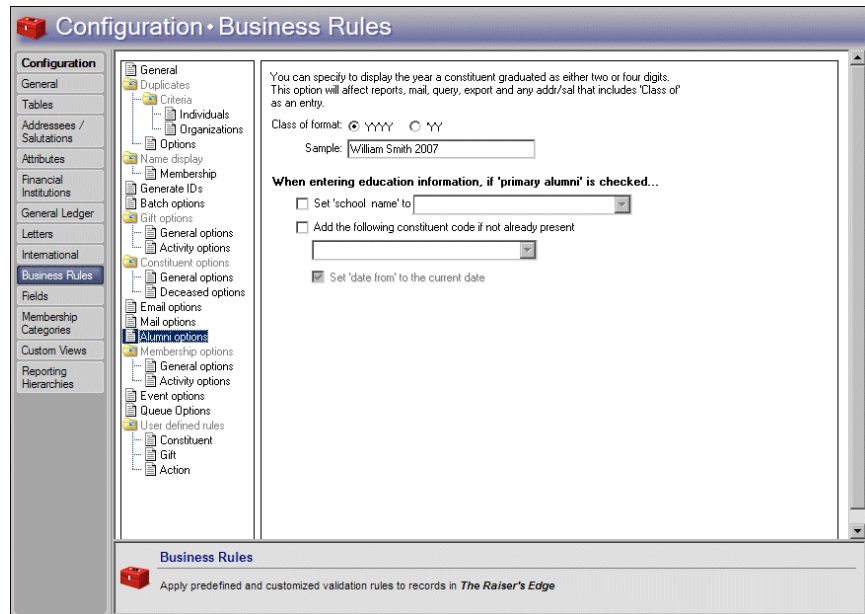 Configuration • Business Rules
Configuration
General
Tables
Addressees /
Salutations
Attributes
Financial
Institutions
General Ledger
Letters
International
Business Rules
Fields
Membership
Categories
Custom Views
Reporting
Hierarchies
General
Duplicates
Criteria
Individuals
Organizations
Options
Name display
Membership
Generate IDs
Batch options
Gift options
General options
Activity options
Constituent options
General options
Deceased options
Email options
Mail options
Alumni options
Membership options
General options
Activity options
Event options
Queue Options
User defined rules
Constituent
Gift
Action
You can specify to display the year a constituent graduated as either two or four digits.
This option will affect reports, mail, query, export and any addr/sal that includes 'Class of'
as an entry.
Class of format: YYYY YY
Sample: William Smith 2007
When entering education information, if 'primary alumni' is checked...
Set 'school name' to
Add the following constituent code if not already present
Set 'date from' to the current date
Business Rules
Apply predefined and customized validation rules to records in The Raiser's Edge